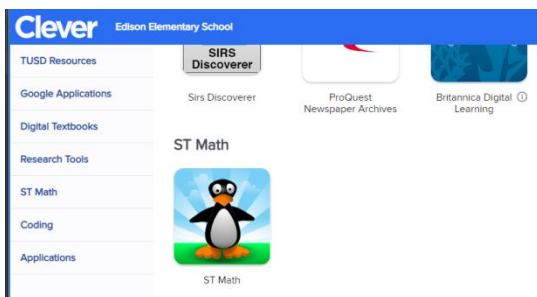 Clever Edison Elementary School
TUSD Resources
Google Applications
Digital Textbooks
Research Tools
ST Math
Coding
Applications
SIRS
Discoverer
Sirs Discoverer
ProQuest
Newspaper Archives
Britannica Digital
Learning
ST Math
ST Math